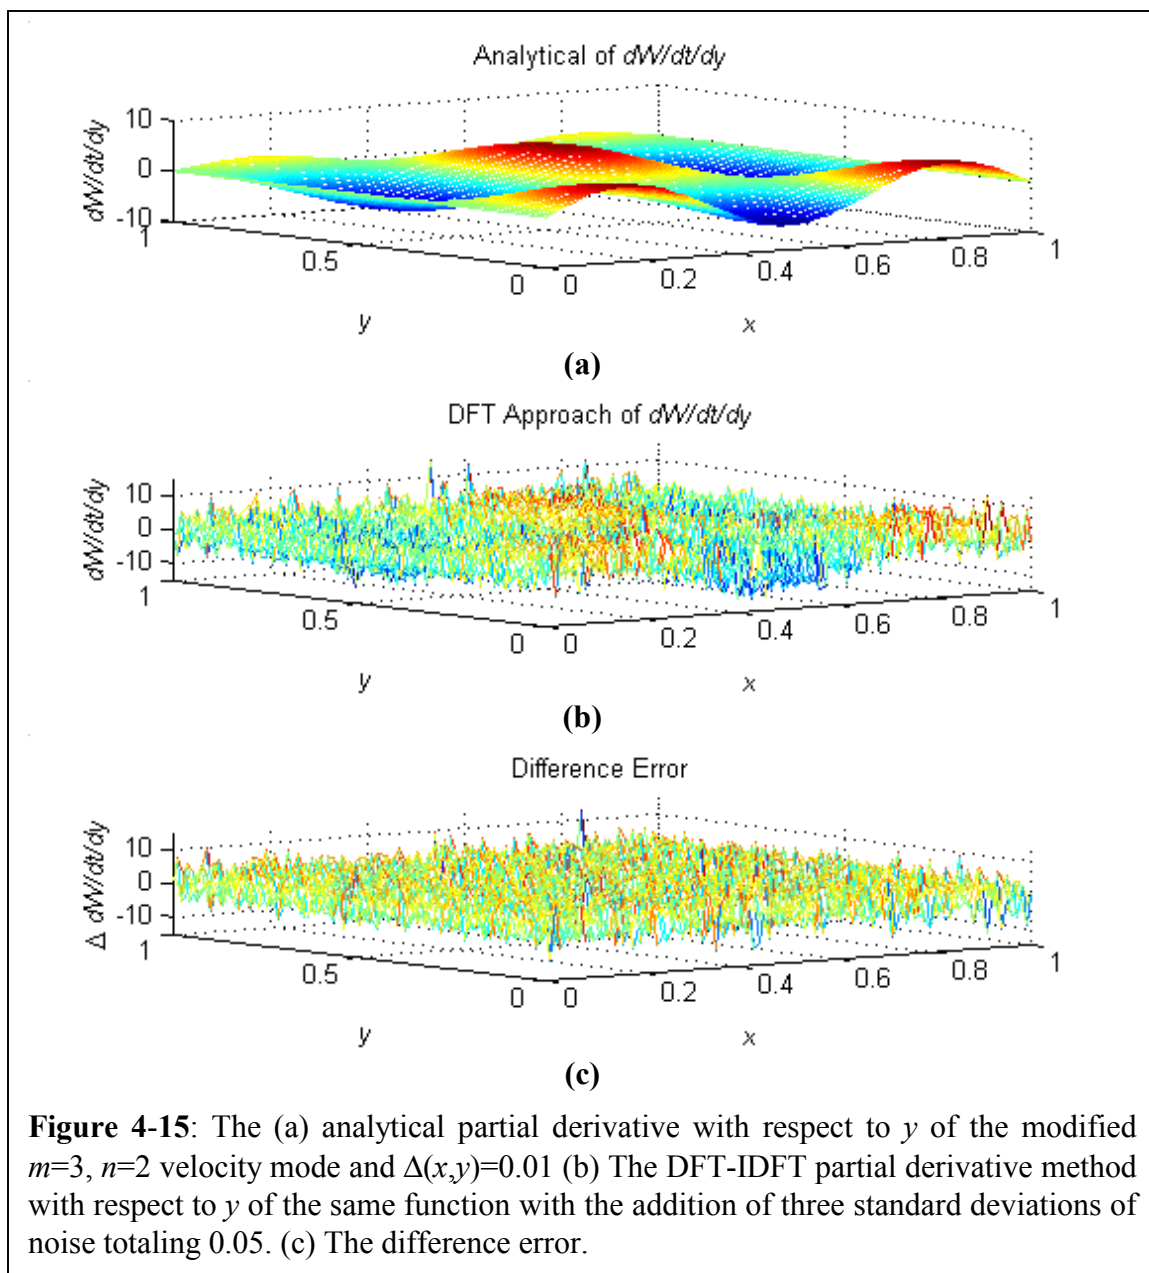 Analytical of dW/dt/dy
dW/dt/dy
10
0
-10
1
0.5
0
0
0.2
0.4
0.6
0.8
1
y
x
(a)
DFT Approach of dW/dt/dy
dW/dt/dy
10
0
-10
1
0.5
0
0
0.2
0.4
0.6
0.8
1
y
x
(b)
Difference Error
Δ dW/dt/dy
10
0
-10
1
0.5
0
0
0.2
0.4
0.6
0.8
1
y
x
(c)
Figure 4-15: The (a) analytical partial derivative with respect to y of the modified
m=3, n=2 velocity mode and Δ(x,y)=0.01 (b) The DFT-IDFT partial derivative method
with respect to y of the same function with the addition of three standard deviations of
noise totaling 0.05. (c) The difference error.